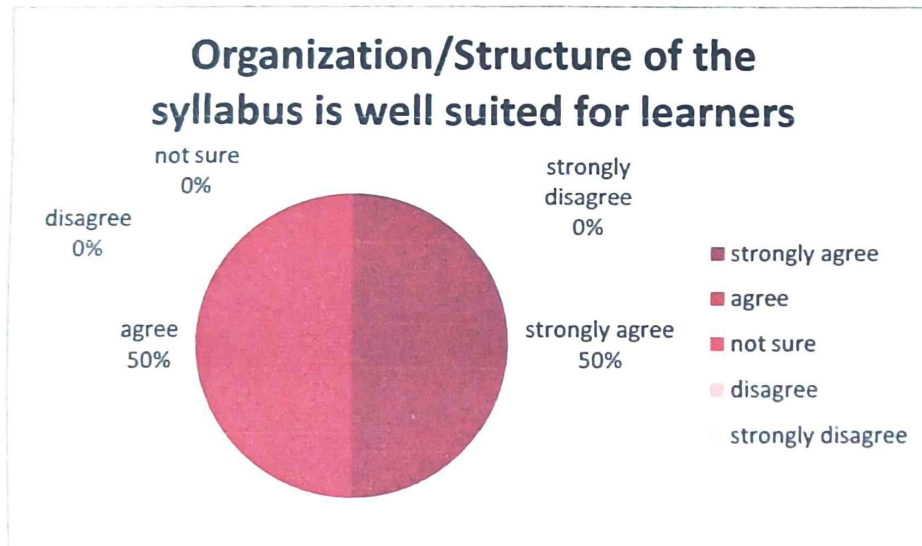 Organization/Structure of the
syllabus is well suited for learners
not sure
0%
strongly
disagree
0%
disagree
0%
agree
50%
strongly agree
50%
strongly agree
agree
not sure
disagree
strongly disagree